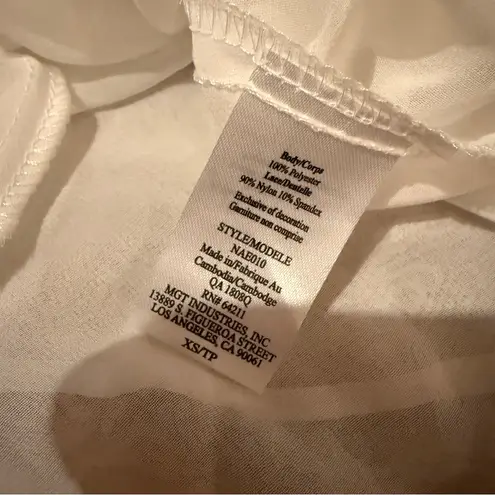 Body/Corps
100% Polyester
Lace/Dentelle
90% Nylon 10% Spandex
Exclusive of decoration
Garniture non comprise
STYLE/MODELE
NAE010
Made in/Fabrique Au
Cambodia/Cambodge
QA 1808Q
RN# 64211
MGT INDUSTRIES, INC
13889 S. FIGUEROA STREET
LOS ANGELES, CA 90061
XS/TP